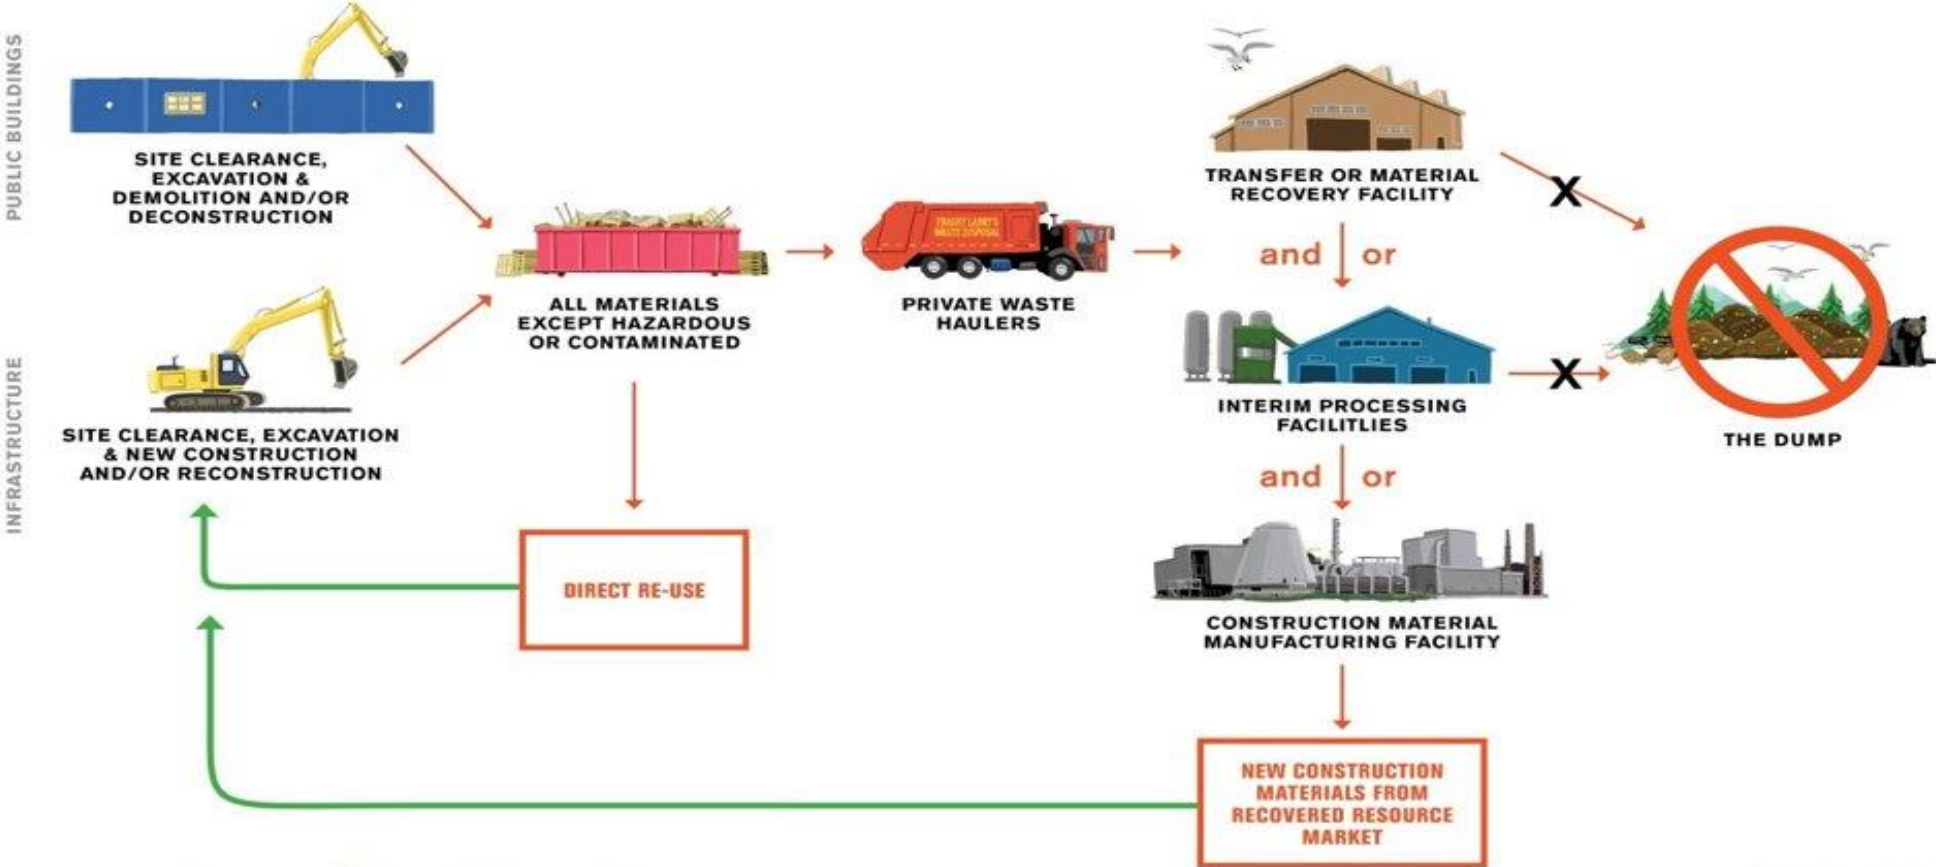 PUBLIC BUILDINGS
SITE CLEARANCE,
EXCAVATION &
DEMOLITION AND/OR
DECONSTRUCTION
INFRASTRUCTURE
SITE CLEARANCE, EXCAVATION
& NEW CONSTRUCTION
AND/OR RECONSTRUCTION
ALL MATERIALS
EXCEPT HAZARDOUS
OR CONTAMINATED
DIRECT RE-USE
WASTE DISPOSAL
PRIVATE WASTE
HAULERS
TRANSFER OR MATERIAL
RECOVERY FACILITY
X
and or
INTERIM PROCESSING
FACILITLIES
X
THE DUMP
and or
CONSTRUCTION MATERIAL
MANUFACTURING FACILITY
NEW CONSTRUCTION
MATERIALS FROM
RECOVERED RESOURCE
MARKET